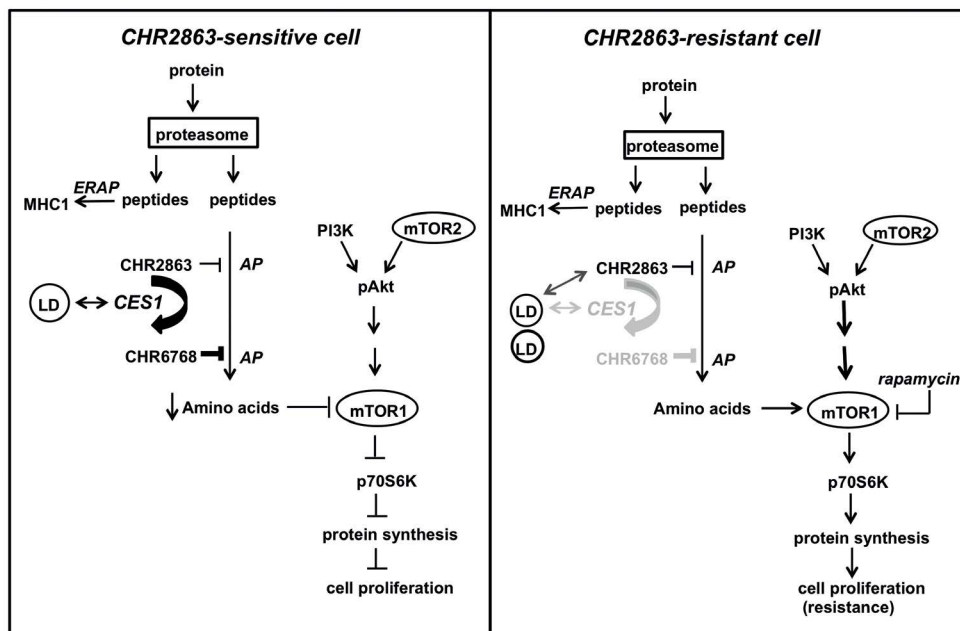 CHR2863-sensitive cell
protein
proteasome
ERAP
MHC1
peptides
peptides
PI3K
mTOR2
CHR2863
AP
pAkt
LD
CES1
CHR6768
AP
Amino acids
mTOR1
p70S6K
protein synthesis
cell proliferation
CHR2863-resistant cell
protein
proteasome
ERAP
MHC1
peptides
peptides
PI3K
mTOR2
CHR2863
AP
pAkt
LD
CES1
LD
CHR6768
AP
rapamycin
Amino acids
mTOR1
p70S6K
protein synthesis
cell proliferation
(resistance)